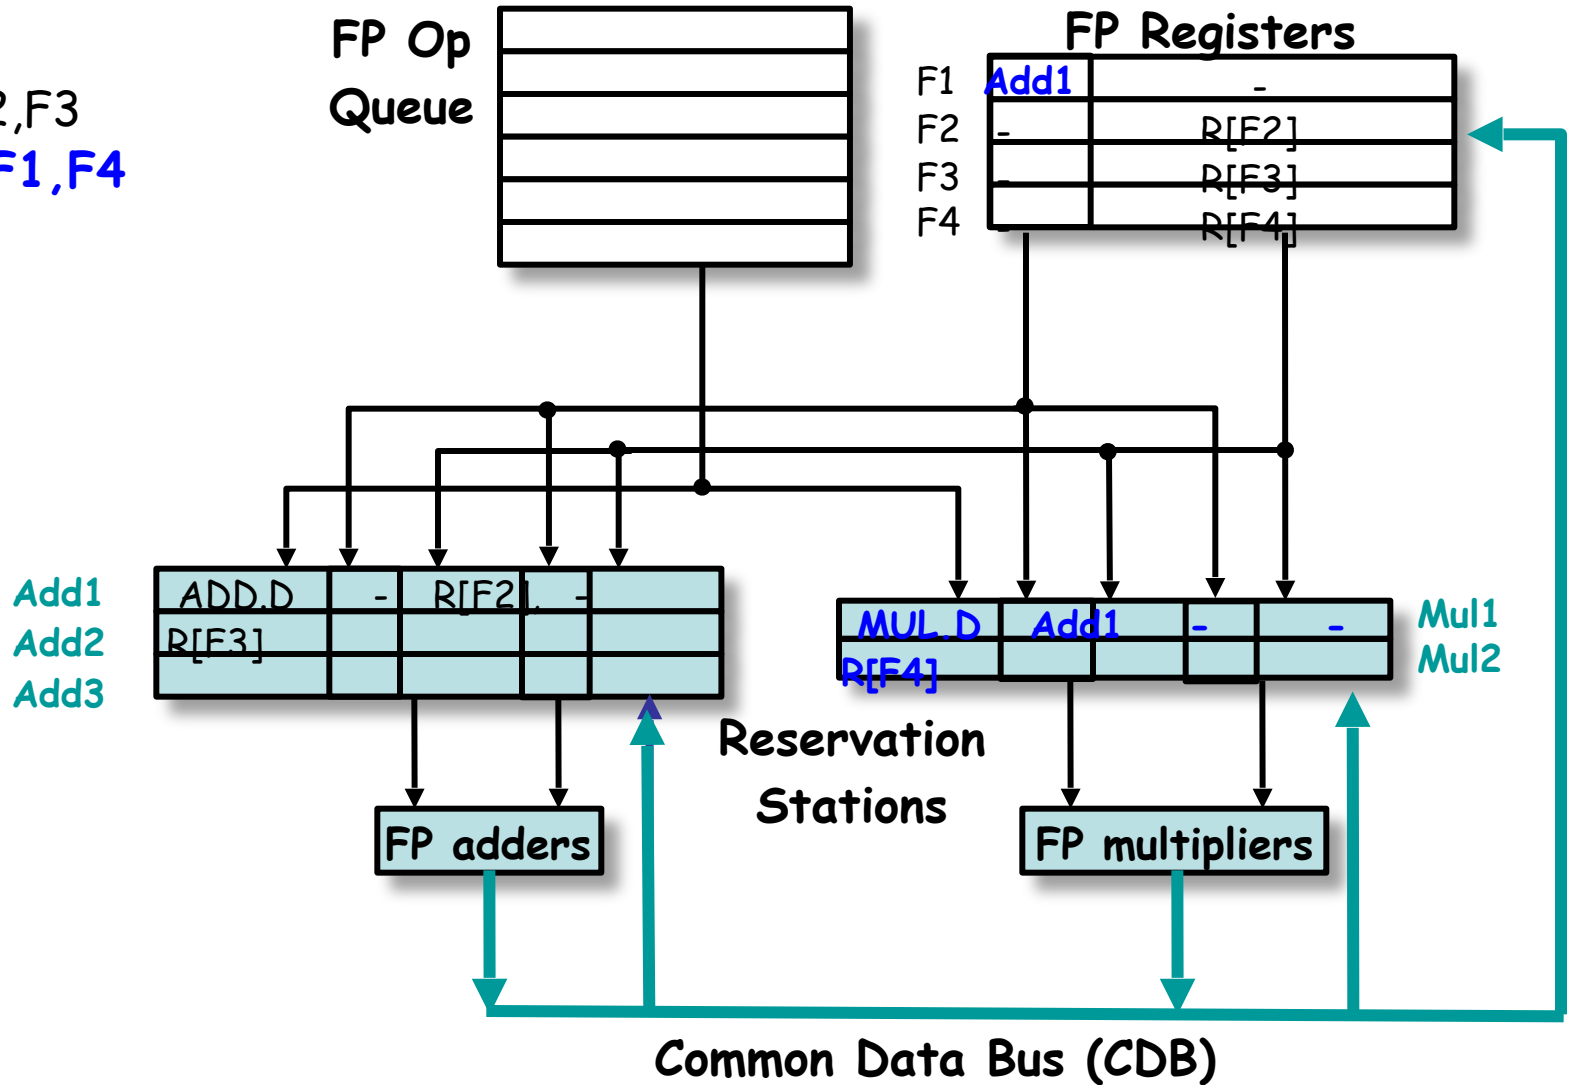 FP Op
Queue
FP Registers
2,F3
F1,F4
F1 Add1 -
F2 - R[F2]
F3 - R[F3]
F4 - R[F4]
Add1 ADD.D - R[F2], -
Add2 R[F3]
Add3
MUL.D Add1 - - Mul1
R[F4] Mul2
Reservation
Stations
FP adders
FP multipliers
Common Data Bus (CDB)